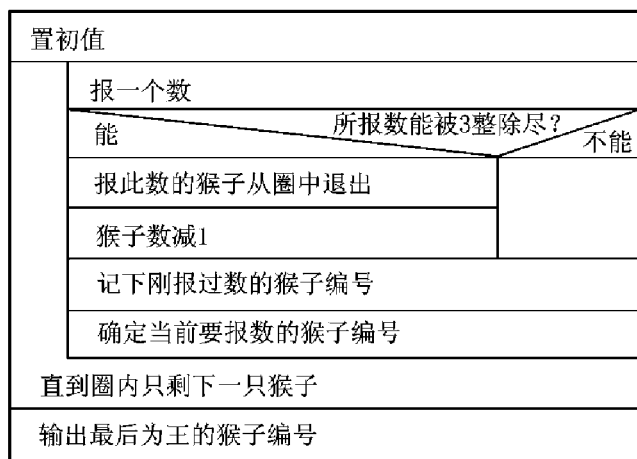 置初值
报一个数
所报数能被3整除尽?
能
不能
报此数的猴子从圈中退出
猴子数减1
记下刚报过数的猴子编号
确定当前要报数的猴子编号
直到圈内只剩下一只猴子
输出最后为王的猴子编号